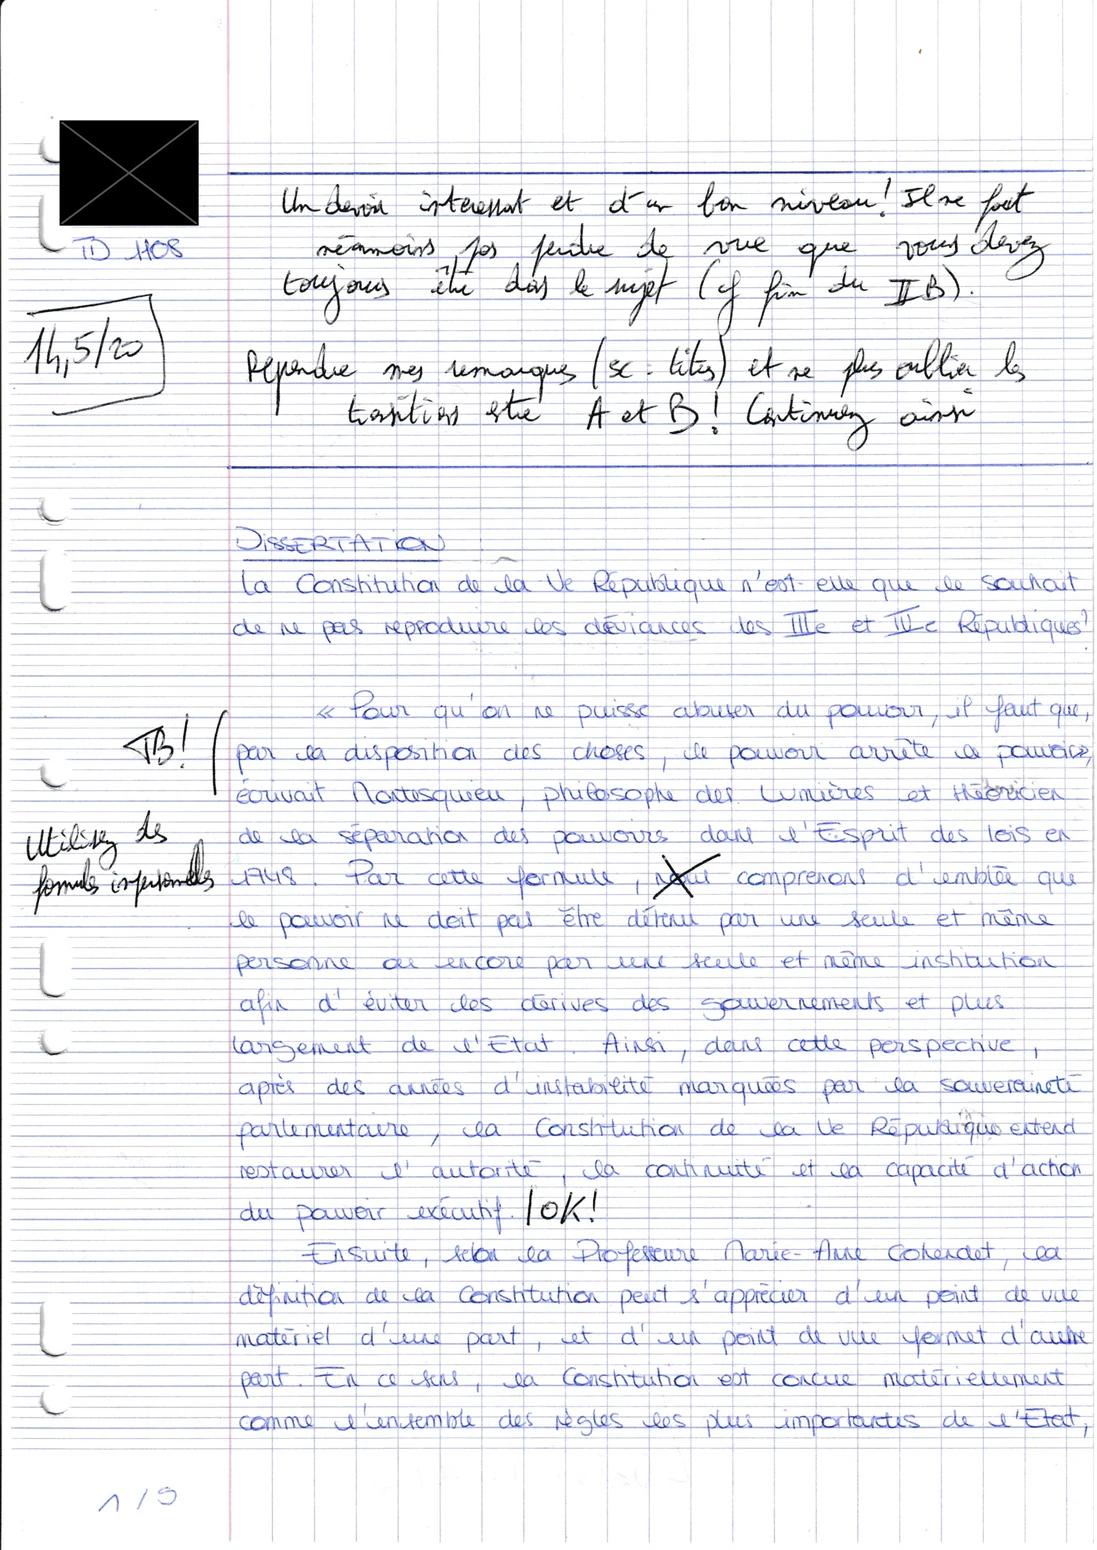 TD 1108
14,5/20
Un devoir intéressant et d'un bon niveau! Il ne faut
néanmoins pas perdre de vue que vous devez
toujours être dans le sujet (cf fin du II B).
Reprendre mes remarques (sc: titres) et ne plus oublier les
transitions entre A et B! Continuez ainsi
DISSERTATION
La Constitution de la Ve République n'est-elle que le souhait
de ne pas reproduire les déviances des IIIe et IVe Républiques?
« Pour qu'on ne puisse abuser du pouvoir, il faut que,
TB!
par la disposition des choses, le pouvoir arrête le pouvoir»,
écrivait Montesquieu, philosophe des Lumières et théoricien
Utilisez des
de la séparation des pouvoirs dans l'Esprit des lois en
formules impersonnelles
1748. Par cette formule, nous comprenons d'emblée que
le pouvoir ne doit pas être détenu par une seule et même
personne ou encore par une seule et même institution
afin d'éviter les dérives des gouvernements et plus
largement de l'Etat. Ainsi, dans cette perspective,
après des années d'instabilité marquées par la souveraineté
parlementaire, la Constitution de la Ve République entend
restaurer l'autorité, la continuité et la capacité d'action
du pouvoir exécutif. OK!
Ensuite, selon la Professeure Marie-Anne Cohendet, la
définition de la Constitution peut s'apprécier d'un point de vue
matériel d'une part, et d'un point de vue formel d'autre
part. En ce sens, la Constitution est concue matériellement
comme l'ensemble des règles les plus importantes de l'Etat,
1/9